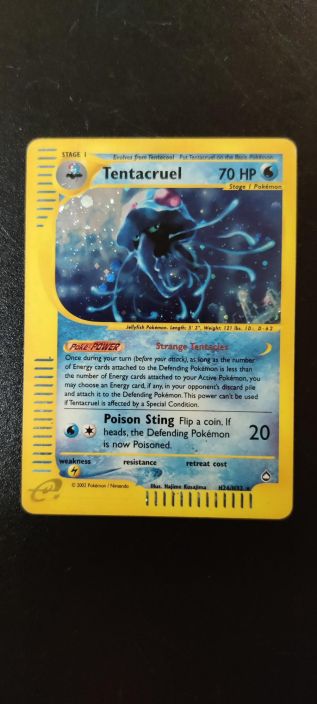 STAGE 1
Evolves from Tentacool Put Tentacruel on the Basic Pokémon
Tentacruel 70 HP
Stage 1 Pokémon
Jellyfish Pokémon. Length: 5' 3", Weight: 121 lbs.
Poké-POWER Strange Tentacles
Once during your turn (before your attack), as long as the number
of Energy cards attached to the Defending Pokémon is less than
the number of Energy cards attached to your Active Pokémon, you
may choose an Energy card, if any, in your opponent's discard pile
and attach it to the Defending Pokémon. This power can't be used
if Tentacruel is affected by a Special Condition.
Poison Sting Flip a coin. If
heads, the Defending Pokémon
is now Poisoned.
20
weakness resistance retreat cost
e
© 2002 Pokémon / Nintendo Illus. Hajime Kusajima